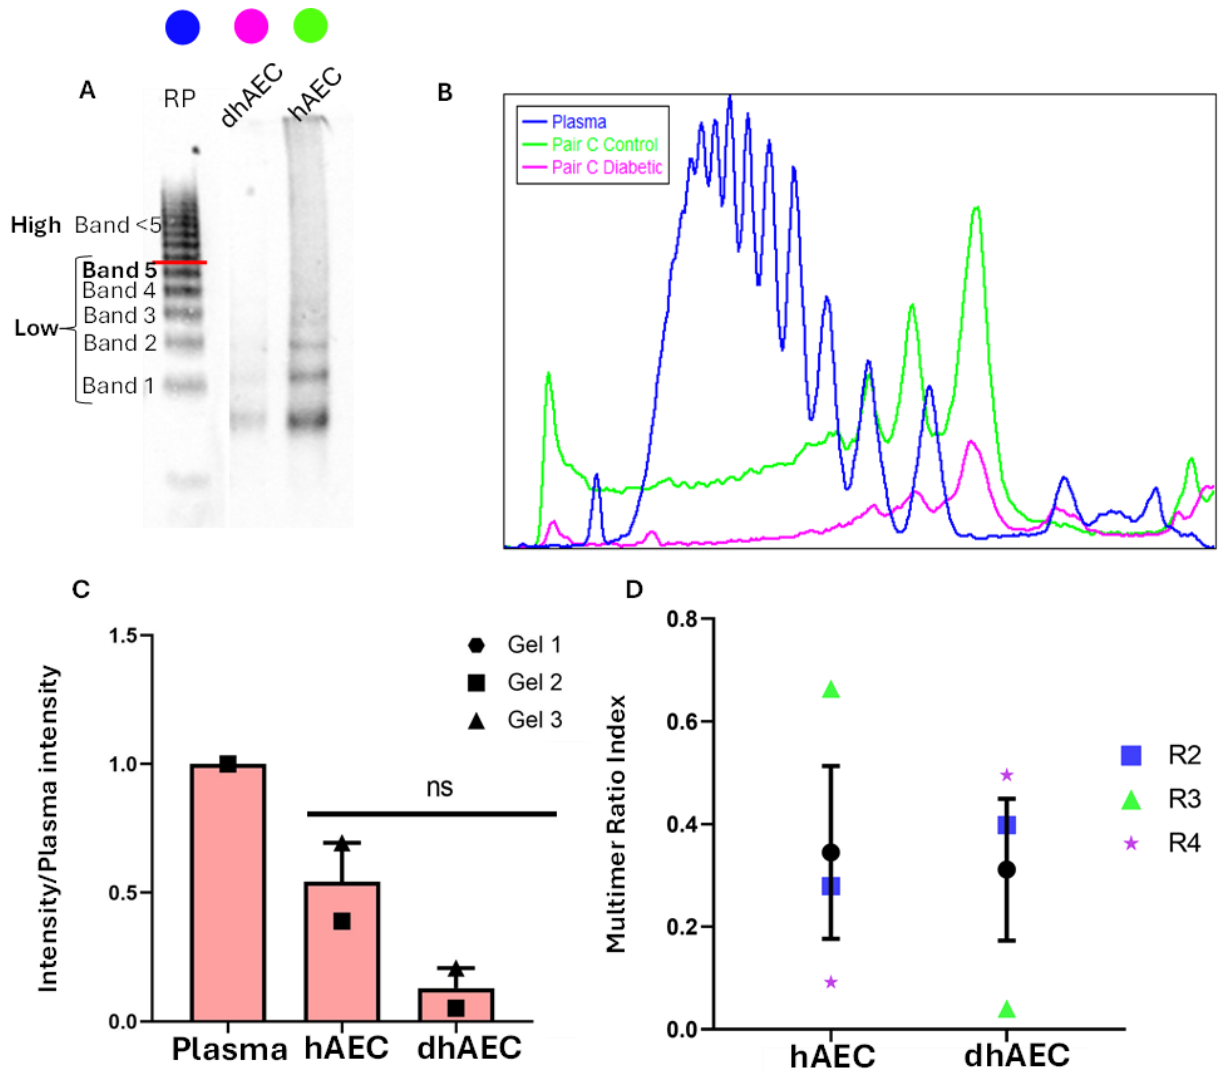 A
RP
dhAEC
hAEC
High Band <5
Band 5
Band 4
Band 3
Low
Band 2
Band 1
B
Plasma
Pair C Control
Pair C Diabetic
C
Intensity/Plasma intensity
1.5
1.0
0.5
0.0
Gel 1
Gel 2
Gel 3
ns
Plasma hAEC dhAEC
D
Multimer Ratio Index
0.8
0.6
0.4
0.2
0.0
R2
R3
R4
hAEC dhAEC